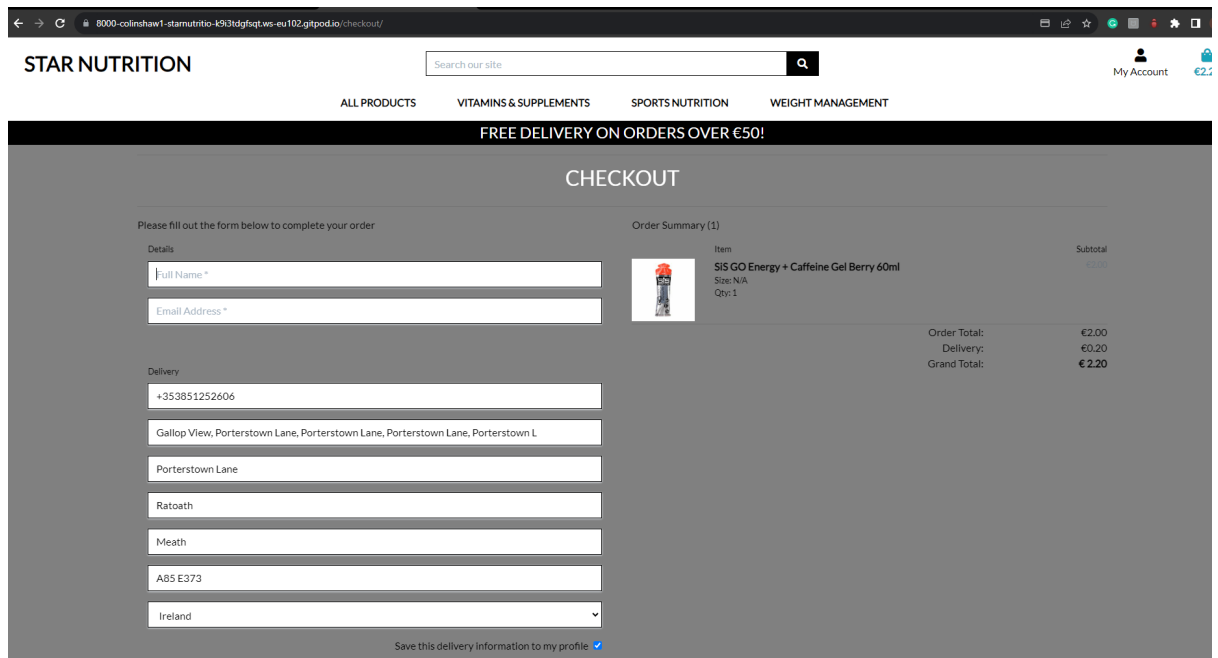 8000-colinshaw1-starnutritio-k9i3tdgfsqt.ws-eu102.gitpod.io/checkout/
STAR NUTRITION
Search our site
My Account
€2.2
ALL PRODUCTS VITAMINS & SUPPLEMENTS SPORTS NUTRITION WEIGHT MANAGEMENT
FREE DELIVERY ON ORDERS OVER €50!
CHECKOUT
Please fill out the form below to complete your order
Details
Full Name *
Email Address *
Delivery
+353851252606
Gallop View, Porterstown Lane, Porterstown Lane, Porterstown Lane, Porterstown L
Porterstown Lane
Ratoath
Meath
A85 E373
Ireland
Save this delivery information to my profile
Order Summary (1)
Item Subtotal
SiS GO Energy + Caffeine Gel Berry 60ml €2.00
Size: N/A
Qty: 1
Order Total: €2.00
Delivery: €0.20
Grand Total: € 2.20